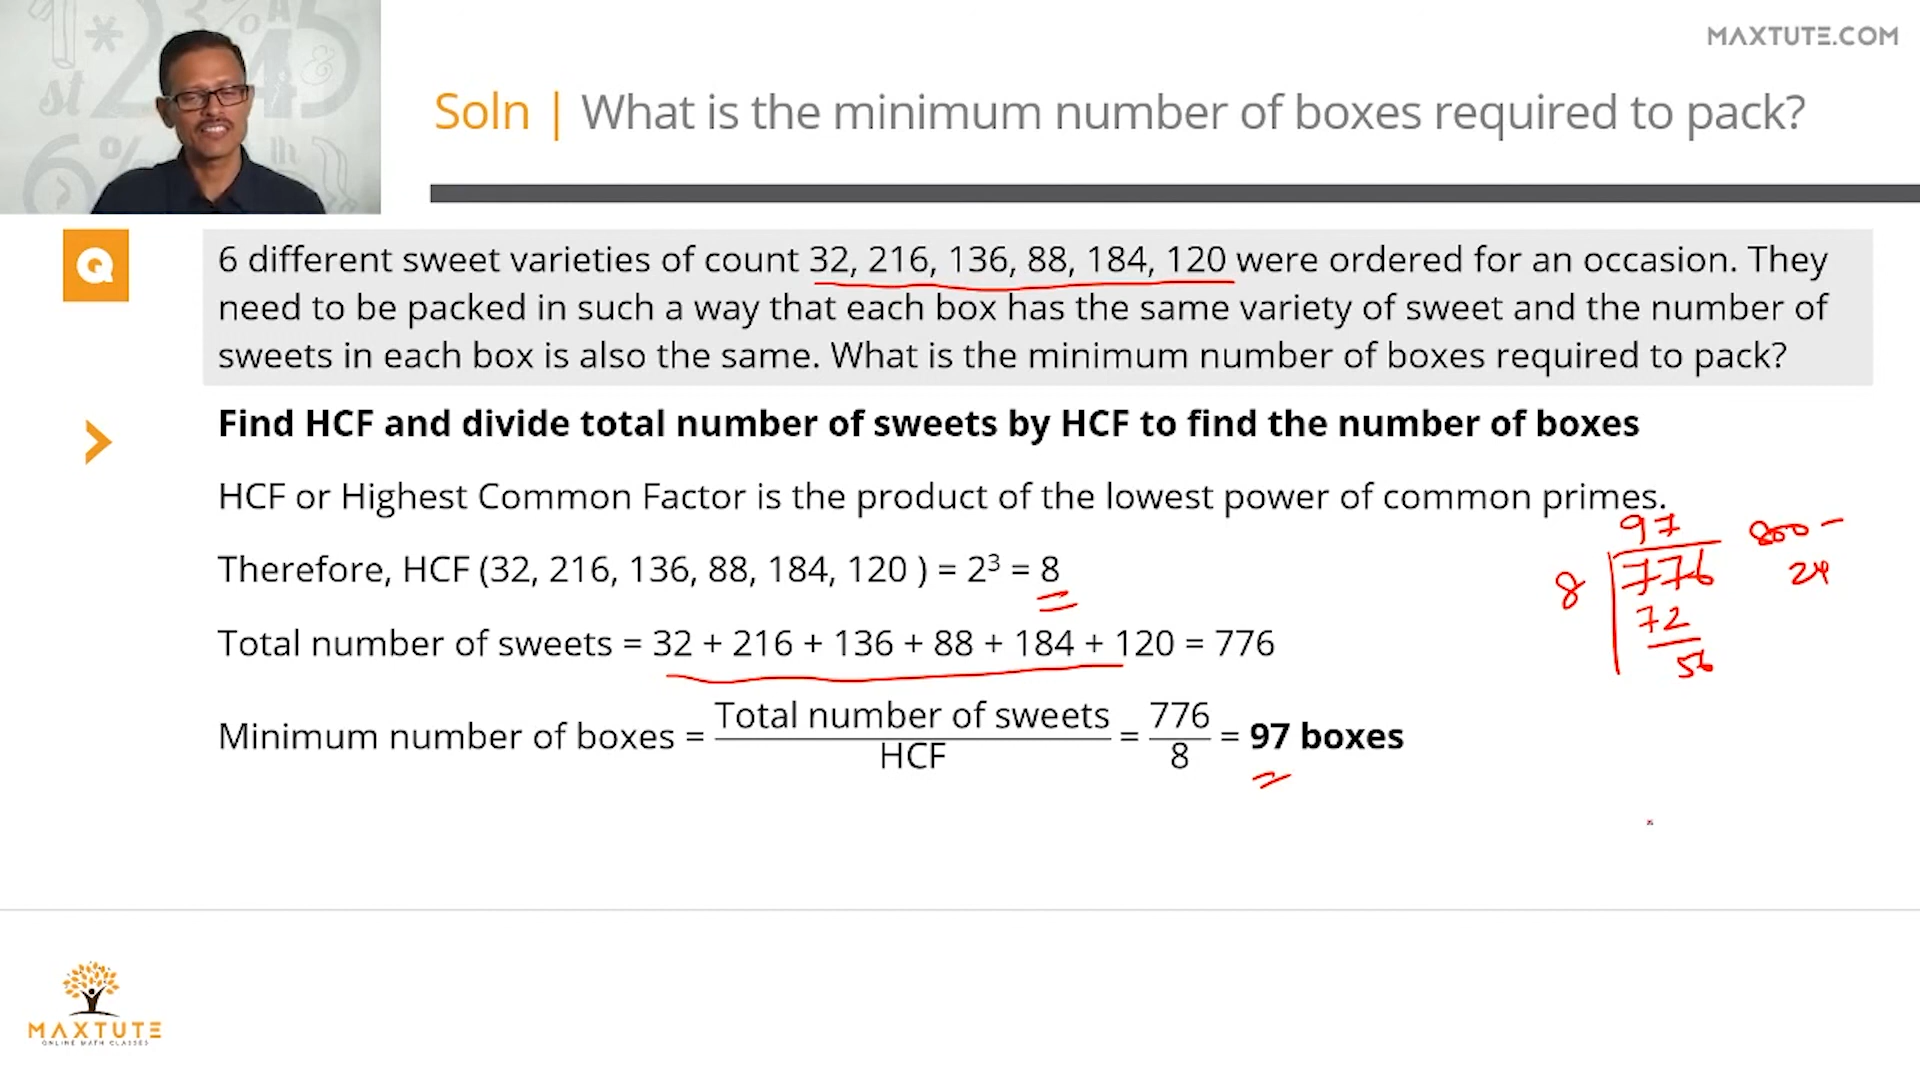 MAXTUTE.COM
Soln | What is the minimum number of boxes required to pack?
Q
6 different sweet varieties of count 32, 216, 136, 88, 184, 120 were ordered for an occasion. They
need to be packed in such a way that each box has the same variety of sweet and the number of
sweets in each box is also the same. What is the minimum number of boxes required to pack?
Find HCF and divide total number of sweets by HCF to find the number of boxes
HCF or Highest Common Factor is the product of the lowest power of common primes.
Therefore, HCF (32, 216, 136, 88, 184, 120 ) = 2³ = 8
Total number of sweets = 32 + 216 + 136 + 88 + 184 + 120 = 776
Minimum number of boxes = Total number of sweets / HCF = 776 / 8 = 97 boxes
97
800 -
8 776
24
72
56
MAXTUTE
ONLINE MATH CLASSES